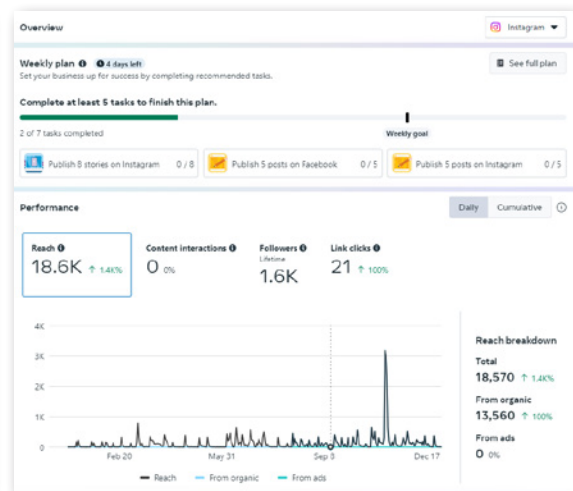 Overview
Instagram
Weekly plan 4 days left
See full plan
Set your business up for success by completing recommended tasks.
Complete at least 5 tasks to finish this plan.
2 of 7 tasks completed
Weekly goal
Publish 8 stories on Instagram 0 / 8
Publish 5 posts on Facebook 0 / 5
Publish 5 posts on Instagram 0 / 5
Performance
Daily Cumulative
Reach
18.6K ↑ 1.4K%
Content interactions
0 0%
Followers
Lifetime
1.6K
Link clicks
21 ↑ 100%
4K
3K
2K
1K
0
Feb 20 May 31 Sep 8 Dec 17
Reach From organic From ads
Reach breakdown
Total
18,570 ↑ 1.4K%
From organic
13,560 ↑ 100%
From ads
0 0%